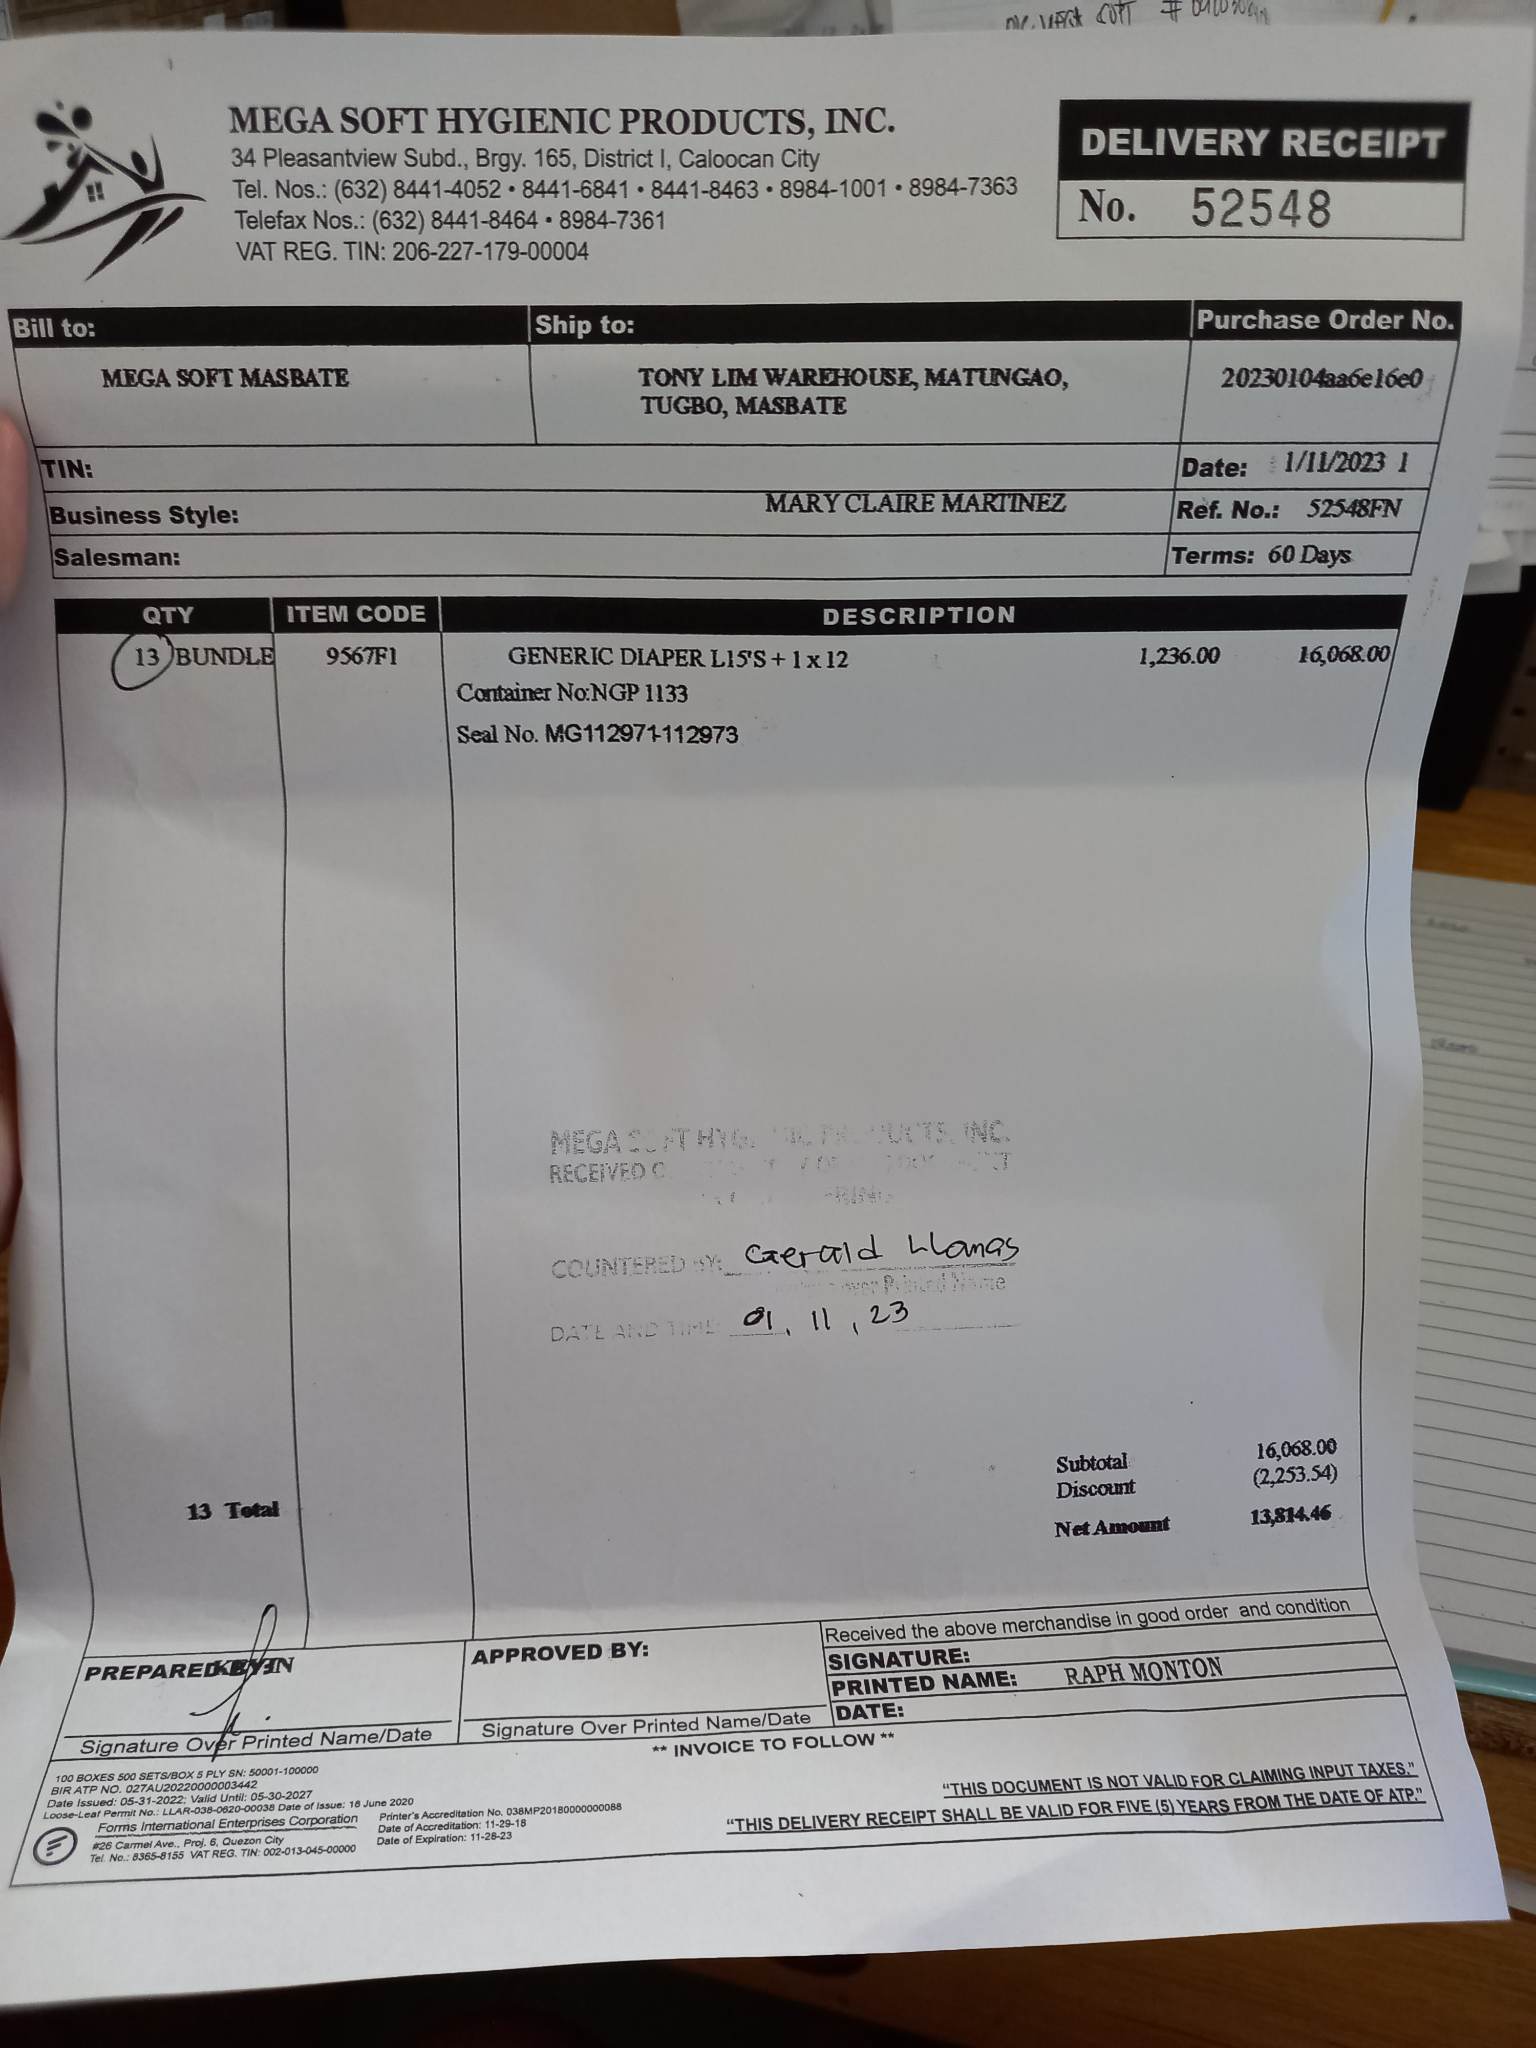 MEGA SOFT HYGIENIC PRODUCTS, INC.
34 Pleasantview Subd., Brgy. 165, District I, Caloocan City
Tel. Nos.: (632) 8441-4052 • 8441-6841 • 8441-8463 • 8984-1001 • 8984-7363
Telefax Nos.: (632) 8441-8464 • 8984-7361
VAT REG. TIN: 206-227-179-00004
DELIVERY RECEIPT
No. 52548
Bill to: Ship to: Purchase Order No.
MEGA SOFT MASBATE TONY LIM WAREHOUSE, MATUNGAO, 20230104aa6e16e0
TUGBO, MASBATE
TIN: Date: 1/11/2023 1
Business Style: MARY CLAIRE MARTINEZ Ref. No.: 52548FN
Salesman: Terms: 60 Days
QTY ITEM CODE DESCRIPTION
13 BUNDLE 9567F1 GENERIC DIAPER L15'S + 1 x 12 1,236.00 16,068.00
Container No:NGP 1133
Seal No. MG112971-112973
MEGA SOFT HYGIENIC PRODUCTS, INC.
RECEIVED
COUNTERED BY: Gerald Llanas
over Printed Name
DATE AND TIME: 01, 11, 23
Subtotal 16,068.00
Discount (2,253.54)
13 Total Net Amount 13,814.46
PREPARED BY: KEVIN
Signature Over Printed Name/Date
APPROVED BY:
Signature Over Printed Name/Date
Received the above merchandise in good order and condition
SIGNATURE:
PRINTED NAME: RAPH MONTON
DATE:
** INVOICE TO FOLLOW **
100 BOXES 500 SETS/BOX 5 PLY SN: 50001-100000
BIR ATP NO. 027AU20220000003442
Date Issued: 05-31-2022; Valid Until: 05-30-2027
Loose-Leaf Permit No.: LLAR-038-0620-00038 Date of Issue: 18 June 2020
Forms International Enterprises Corporation
#26 Carmel Ave., Proj. 6, Quezon City
Tel. No.: 8365-8155 VAT REG. TIN: 002-013-045-00000
Printer's Accreditation No. 038MP20180000000088
Date of Accreditation: 11-29-18
Date of Expiration: 11-28-23
"THIS DOCUMENT IS NOT VALID FOR CLAIMING INPUT TAXES."
"THIS DELIVERY RECEIPT SHALL BE VALID FOR FIVE (5) YEARS FROM THE DATE OF ATP."